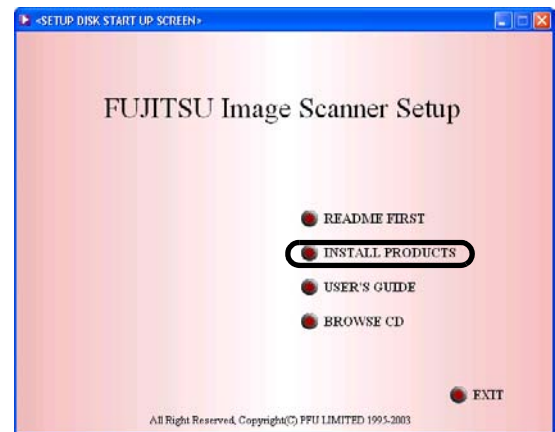 <SETUP DISK START UP SCREEN>
FUJITSU Image Scanner Setup
README FIRST
INSTALL PRODUCTS
USER'S GUIDE
BROWSE CD
EXIT
All Right Reserved, Copyright(C) PFU LIMITED 1995-2003